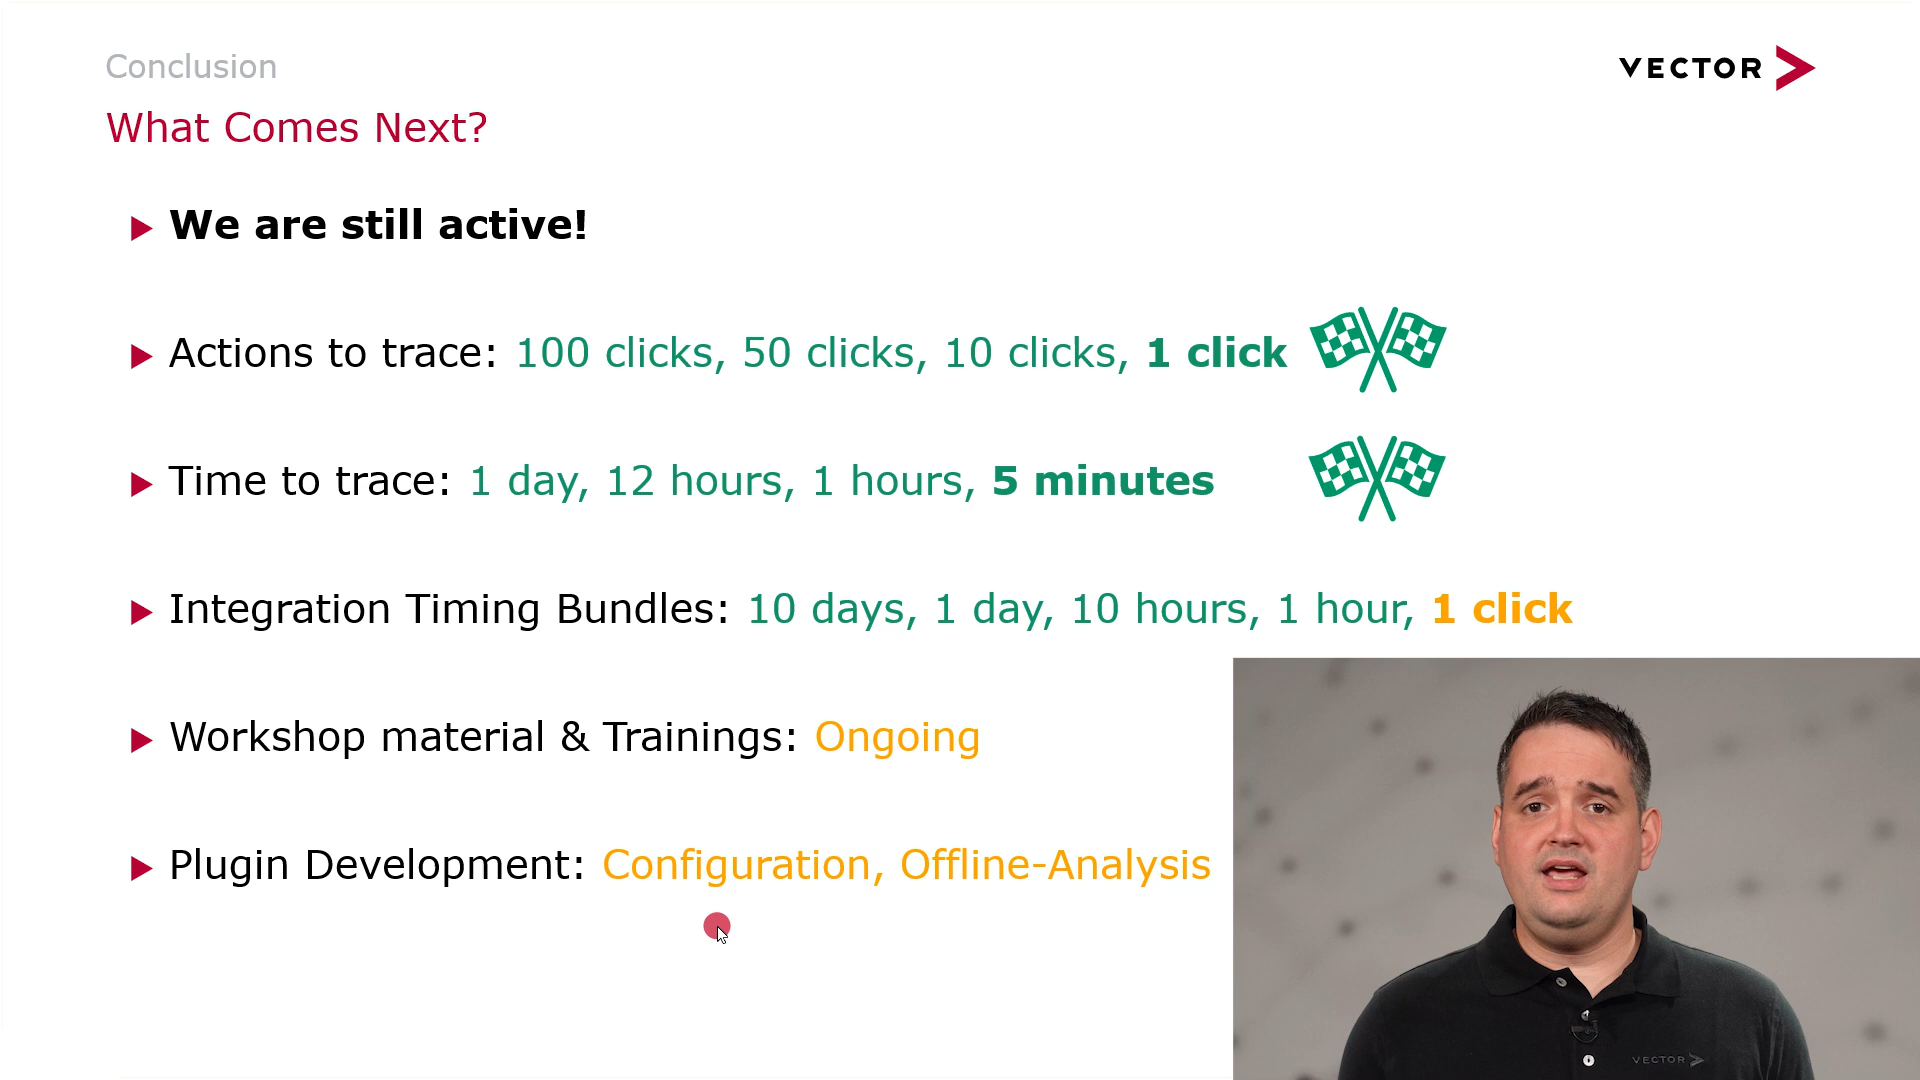 Conclusion
VECTOR
What Comes Next?
We are still active!
Actions to trace: 100 clicks, 50 clicks, 10 clicks, 1 click
Time to trace: 1 day, 12 hours, 1 hours, 5 minutes
Integration Timing Bundles: 10 days, 1 day, 10 hours, 1 hour, 1 click
Workshop material & Trainings: Ongoing
Plugin Development: Configuration, Offline-Analysis
VECTOR